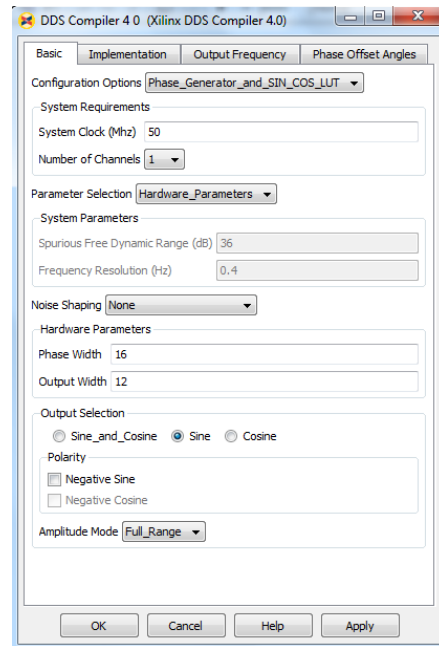 DDS Compiler 4 0 (Xilinx DDS Compiler 4.0)
Basic Implementation Output Frequency Phase Offset Angles
Configuration Options Phase_Generator_and_SIN_COS_LUT
System Requirements
System Clock (Mhz) 50
Number of Channels 1
Parameter Selection Hardware_Parameters
System Parameters
Spurious Free Dynamic Range (dB) 36
Frequency Resolution (Hz) 0.4
Noise Shaping None
Hardware Parameters
Phase Width 16
Output Width 12
Output Selection
Sine_and_Cosine Sine Cosine
Polarity
Negative Sine
Negative Cosine
Amplitude Mode Full_Range
OK Cancel Help Apply